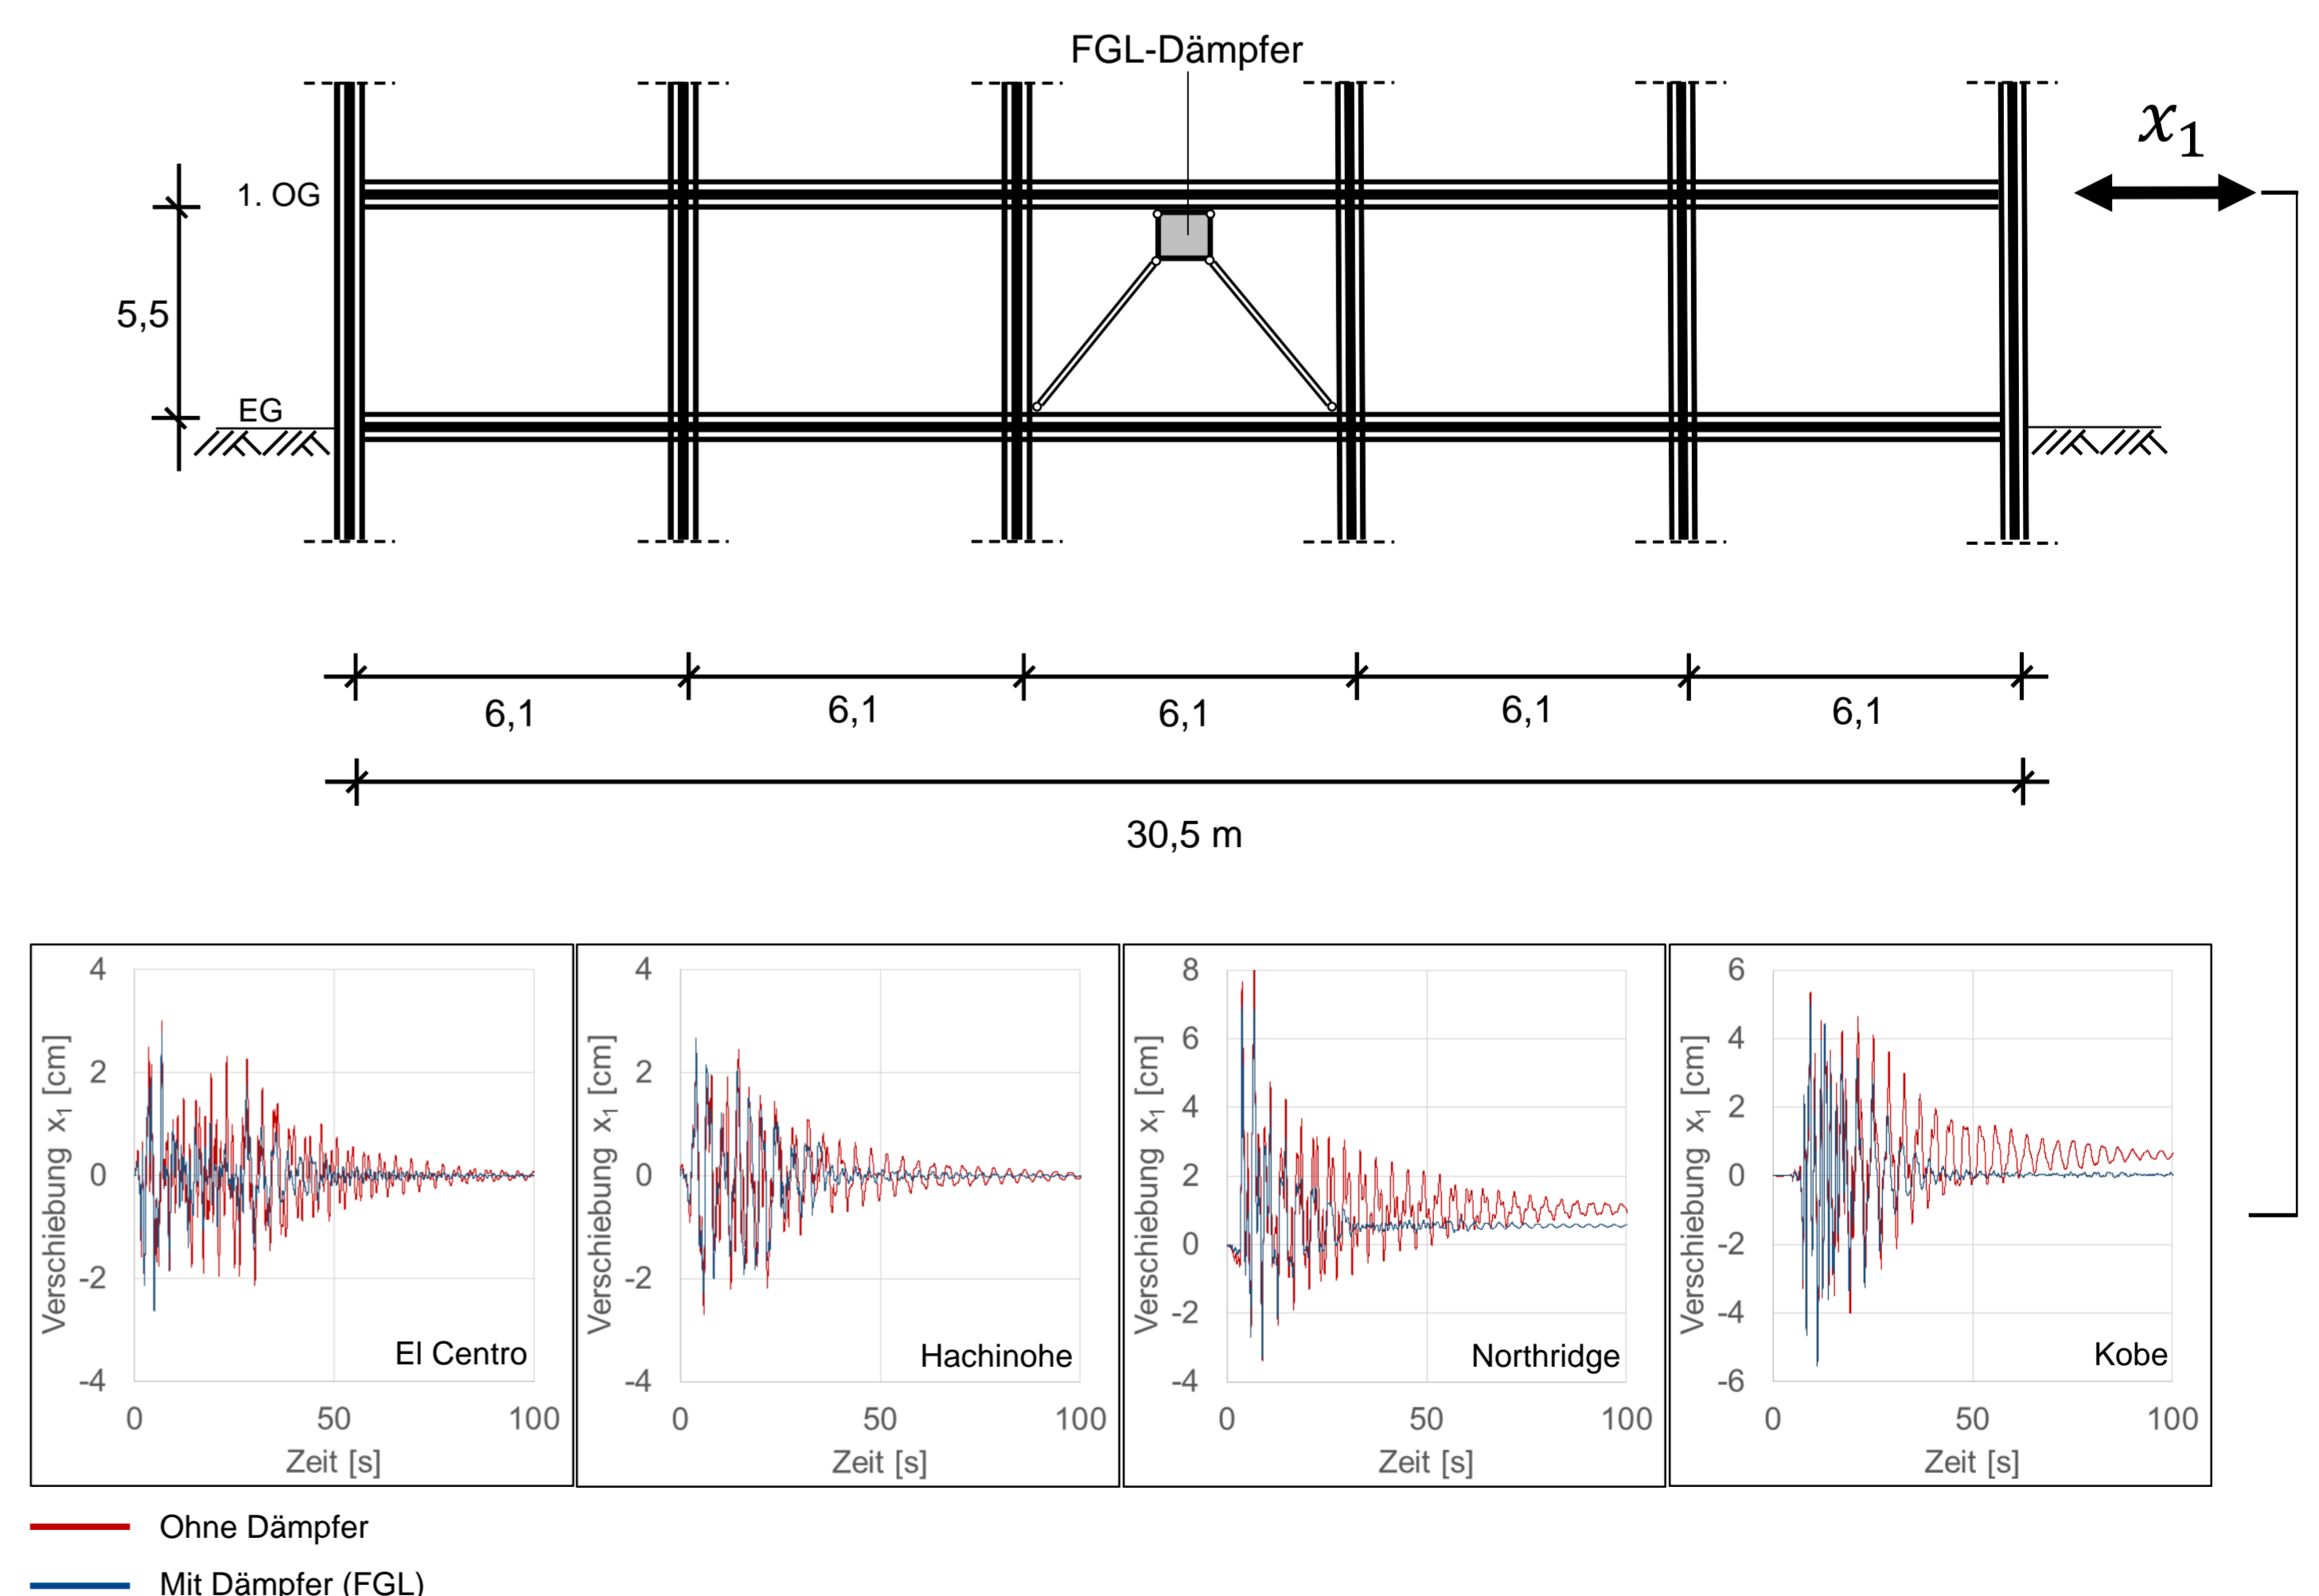 FGL-Dämpfer
x1
1. OG
5,5
EG
6,1 6,1 6,1 6,1 6,1
30,5 m
4
2
0
-2
-4
Verschiebung x1 [cm]
El Centro
0 50 100
Zeit [s]
4
2
0
-2
-4
Verschiebung x1 [cm]
Hachinohe
0 50 100
Zeit [s]
8
6
4
2
0
-2
-4
Verschiebung x1 [cm]
Northridge
0 50 100
Zeit [s]
6
4
2
0
-2
-4
-6
Verschiebung x1 [cm]
Kobe
0 50 100
Zeit [s]
Ohne Dämpfer
Mit Dämpfer (FGL)